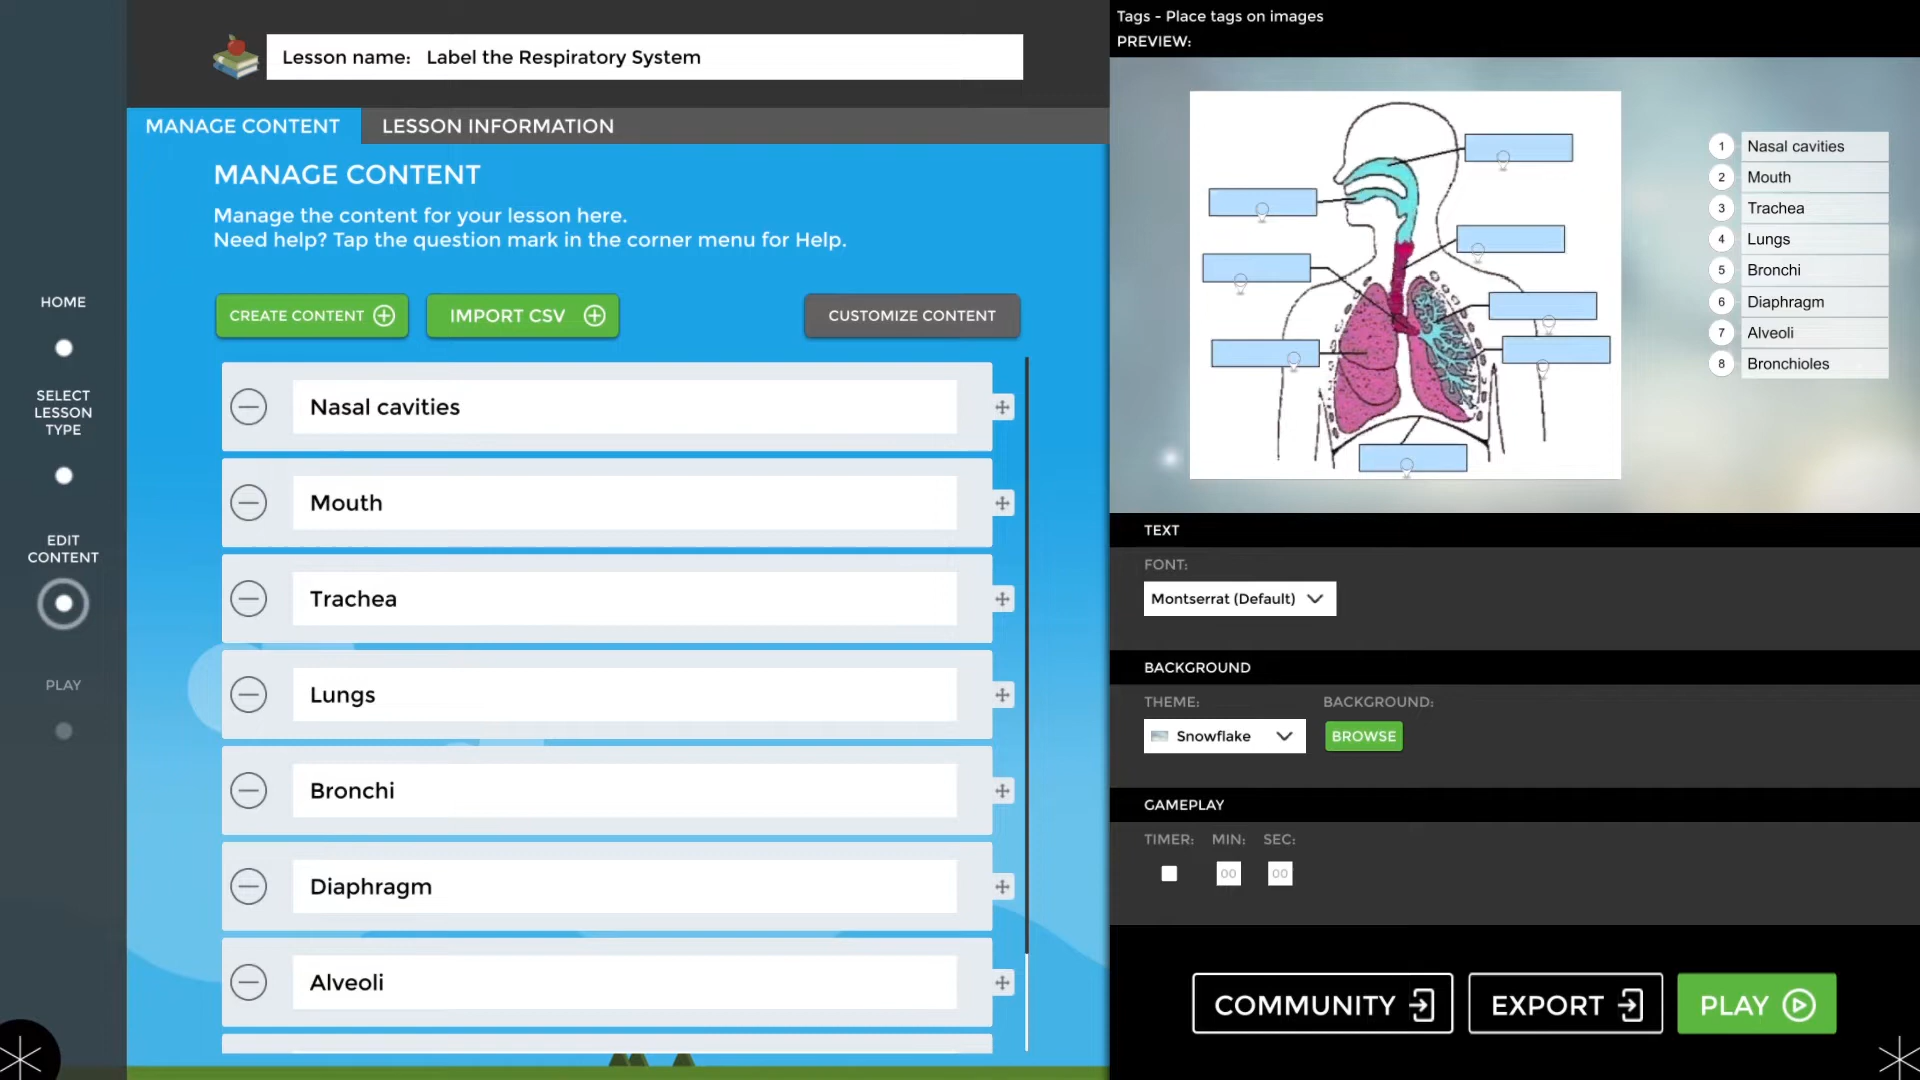 Lesson name: Label the Respiratory System
MANAGE CONTENT
LESSON INFORMATION
MANAGE CONTENT
Manage the content for your lesson here.
Need help? Tap the question mark in the corner menu for Help.
CREATE CONTENT
IMPORT CSV
CUSTOMIZE CONTENT
Nasal cavities
Mouth
Trachea
Lungs
Bronchi
Diaphragm
Alveoli
HOME
SELECT
LESSON
TYPE
EDIT
CONTENT
PLAY
Tags - Place tags on images
PREVIEW:
1 Nasal cavities
2 Mouth
3 Trachea
4 Lungs
5 Bronchi
6 Diaphragm
7 Alveoli
8 Bronchioles
TEXT
FONT:
Montserrat (Default)
BACKGROUND
THEME: BACKGROUND:
Snowflake BROWSE
GAMEPLAY
TIMER: MIN: SEC:
00 00
COMMUNITY EXPORT PLAY